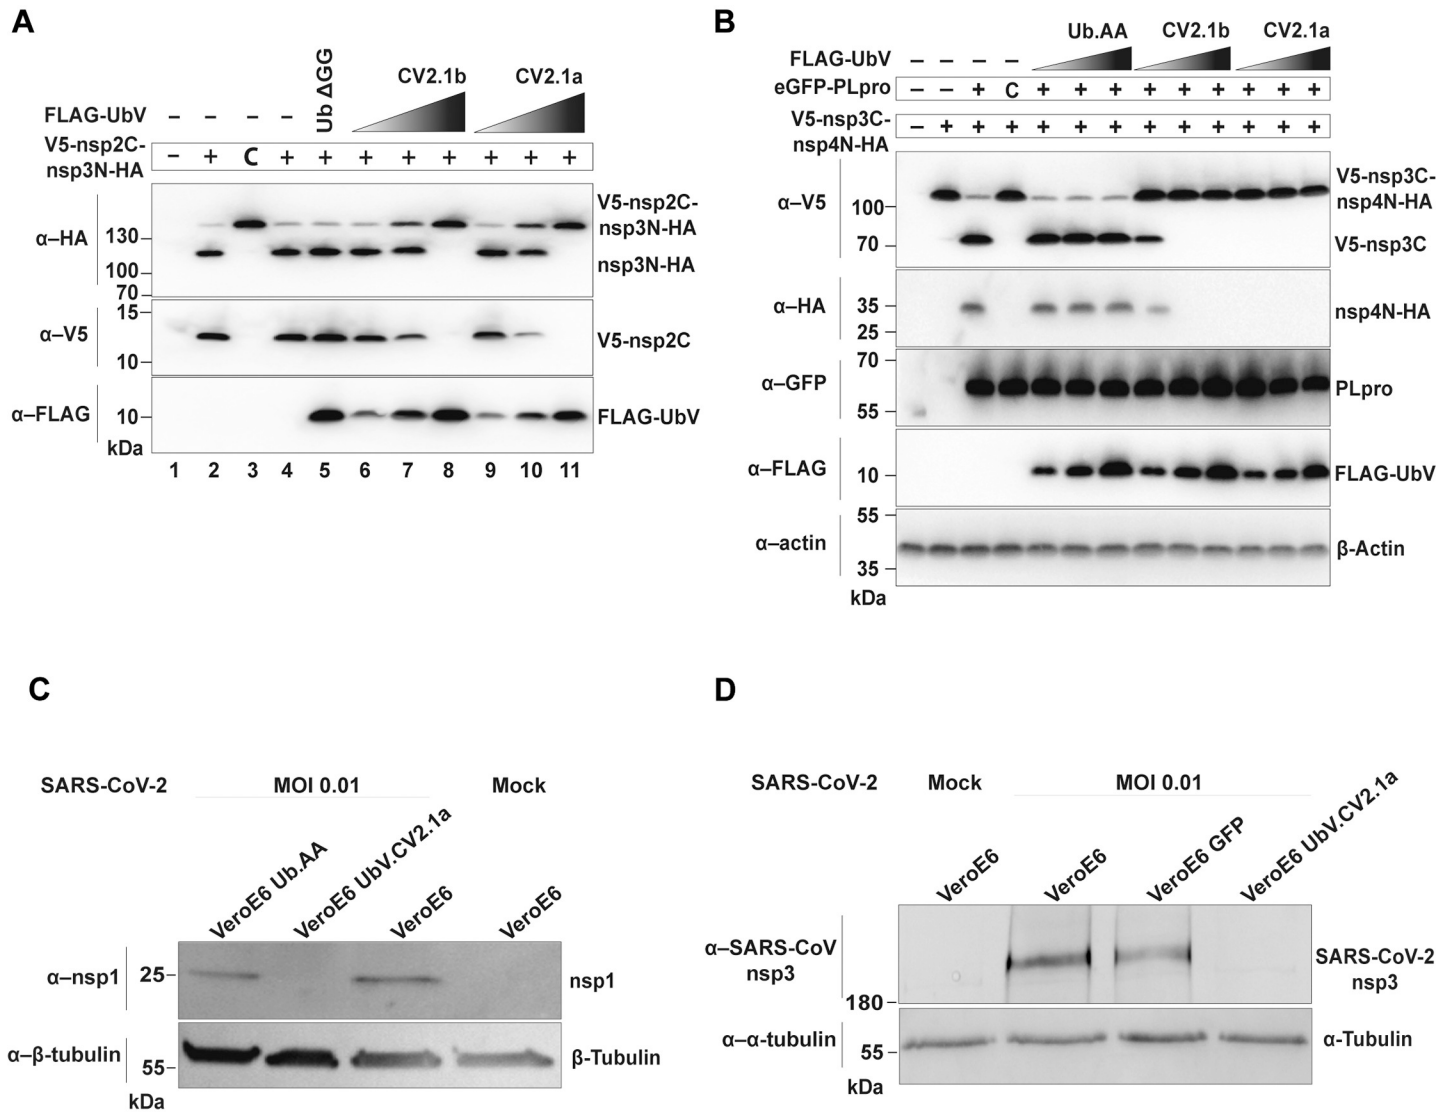 A
FLAG-UbV
– – – –
Ub ΔGG
CV2.1b
CV2.1a
V5-nsp2C-
nsp3N-HA
– + C + + + + + + + +
α–HA
130
100
70
V5-nsp2C-
nsp3N-HA
nsp3N-HA
α–V5
15
10
V5-nsp2C
α–FLAG
10
FLAG-UbV
kDa
1 2 3 4 5 6 7 8 9 10 11
B
Ub.AA
CV2.1b
CV2.1a
FLAG-UbV
– – – –
eGFP-PLpro
– – + C + + + + + + + + +
V5-nsp3C-
nsp4N-HA
– + + + + + + + + + + + +
α–V5
100
70
V5-nsp3C-
nsp4N-HA
V5-nsp3C
α–HA
35
25
nsp4N-HA
α–GFP
70
55
PLpro
α–FLAG
10
FLAG-UbV
α–actin
55
35
β-Actin
kDa
C
SARS-CoV-2
MOI 0.01
Mock
VeroE6 Ub.AA
VeroE6 UbV.CV2.1a
VeroE6
VeroE6
α–nsp1
25
nsp1
α–β-tubulin
55
β-Tubulin
kDa
D
SARS-CoV-2
Mock
MOI 0.01
VeroE6
VeroE6
VeroE6 GFP
VeroE6 UbV.CV2.1a
α–SARS-CoV
nsp3
180
SARS-CoV-2
nsp3
α–α-tubulin
55
α-Tubulin
kDa